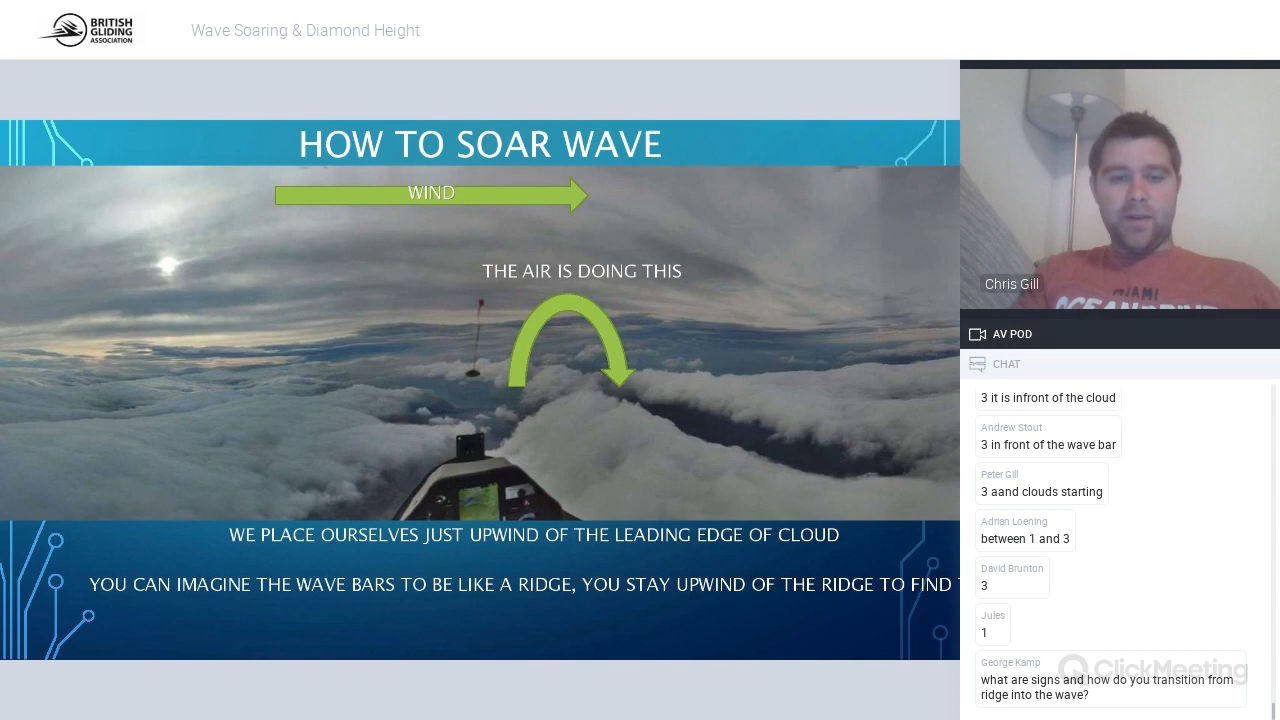 BRITISH
GLIDING
ASSOCIATION
Wave Soaring & Diamond Height
HOW TO SOAR WAVE
WIND
THE AIR IS DOING THIS
WE PLACE OURSELVES JUST UPWIND OF THE LEADING EDGE OF CLOUD
YOU CAN IMAGINE THE WAVE BARS TO BE LIKE A RIDGE, YOU STAY UPWIND OF THE RIDGE TO FIND
MIAMI
Chris Gill
AV POD
CHAT
3 it is infront of the cloud
Andrew Stout
3 in front of the wave bar
Peter Gill
3 aand clouds starting
Adrian Loening
between 1 and 3
David Brunton
3
Jules
1
George Kamp
ClickMeeting
what are signs and how do you transition from
ridge into the wave?